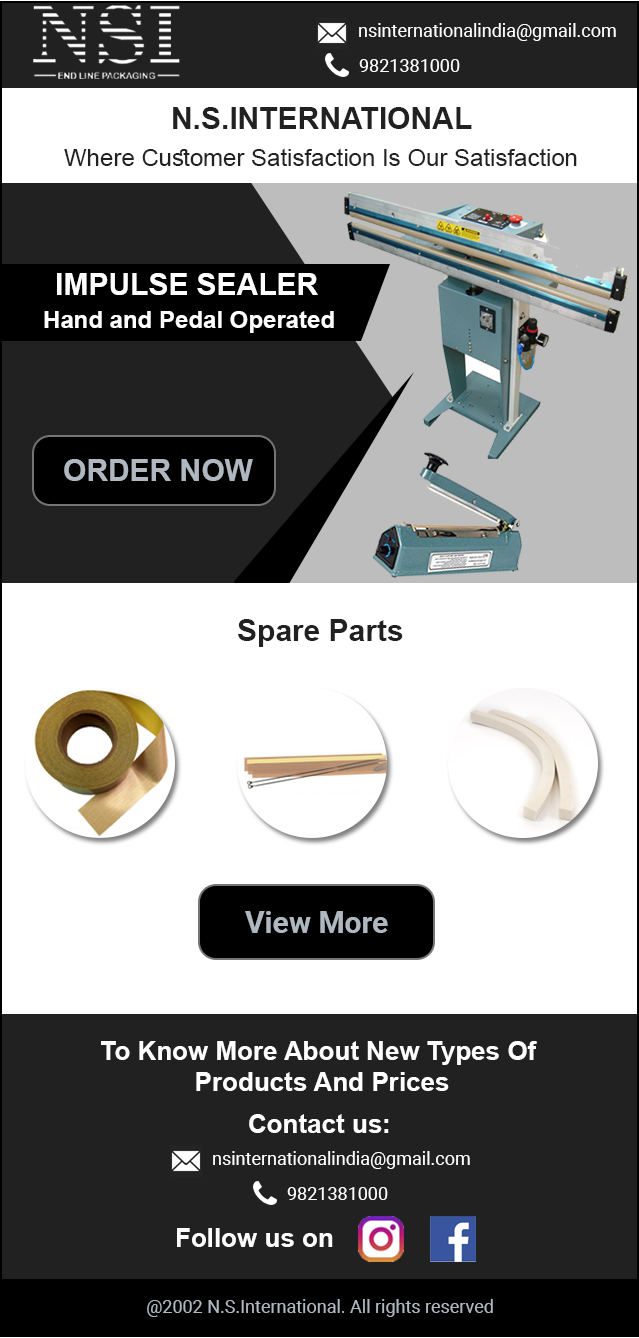 NSI
END LINE PACKAGING
nsinternationalindia@gmail.com
9821381000
N.S.INTERNATIONAL
Where Customer Satisfaction Is Our Satisfaction
IMPULSE SEALER
Hand and Pedal Operated
ORDER NOW
Spare Parts
View More
To Know More About New Types Of
Products And Prices
Contact us:
nsinternationalindia@gmail.com
9821381000
Follow us on
@2002 N.S.International. All rights reserved